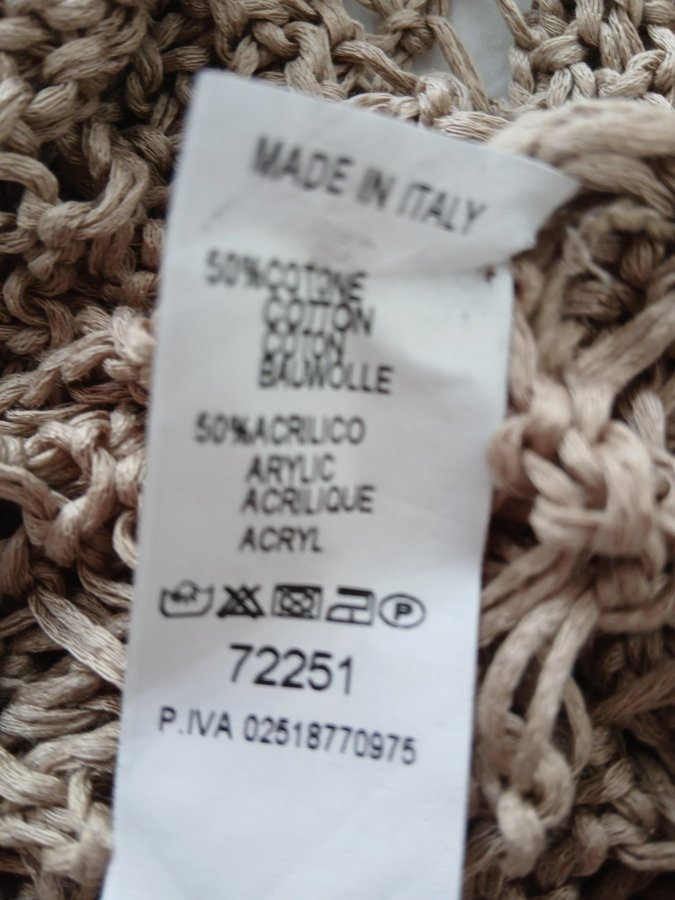 MADE IN ITALY
50%COTONE
COTTON
COTON
BAUWOLLE
50%ACRILICO
ARYLIC
ACRILIQUE
ACRYL
P
72251
P.IVA 02518770975